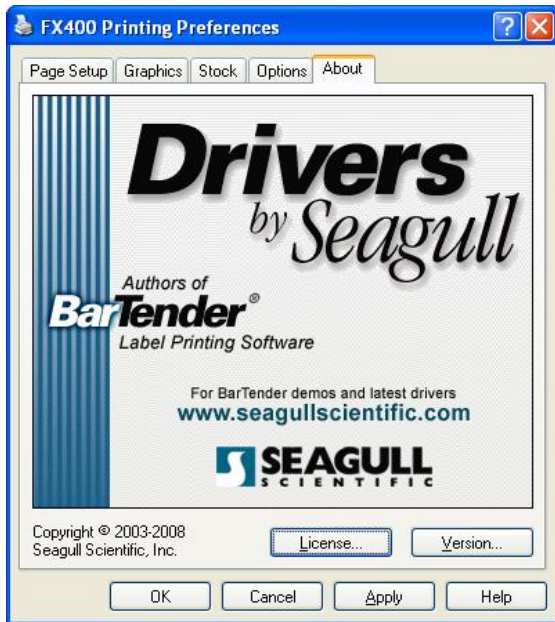 FX400 Printing Preferences
Page Setup Graphics Stock Options About
Drivers
by Seagull
Authors of
BarTender®
Label Printing Software
For BarTender demos and latest drivers
www.seagullscientific.com
SEAGULL
SCIENTIFIC
Copyright © 2003-2008
Seagull Scientific, Inc.
License... Version...
OK Cancel Apply Help